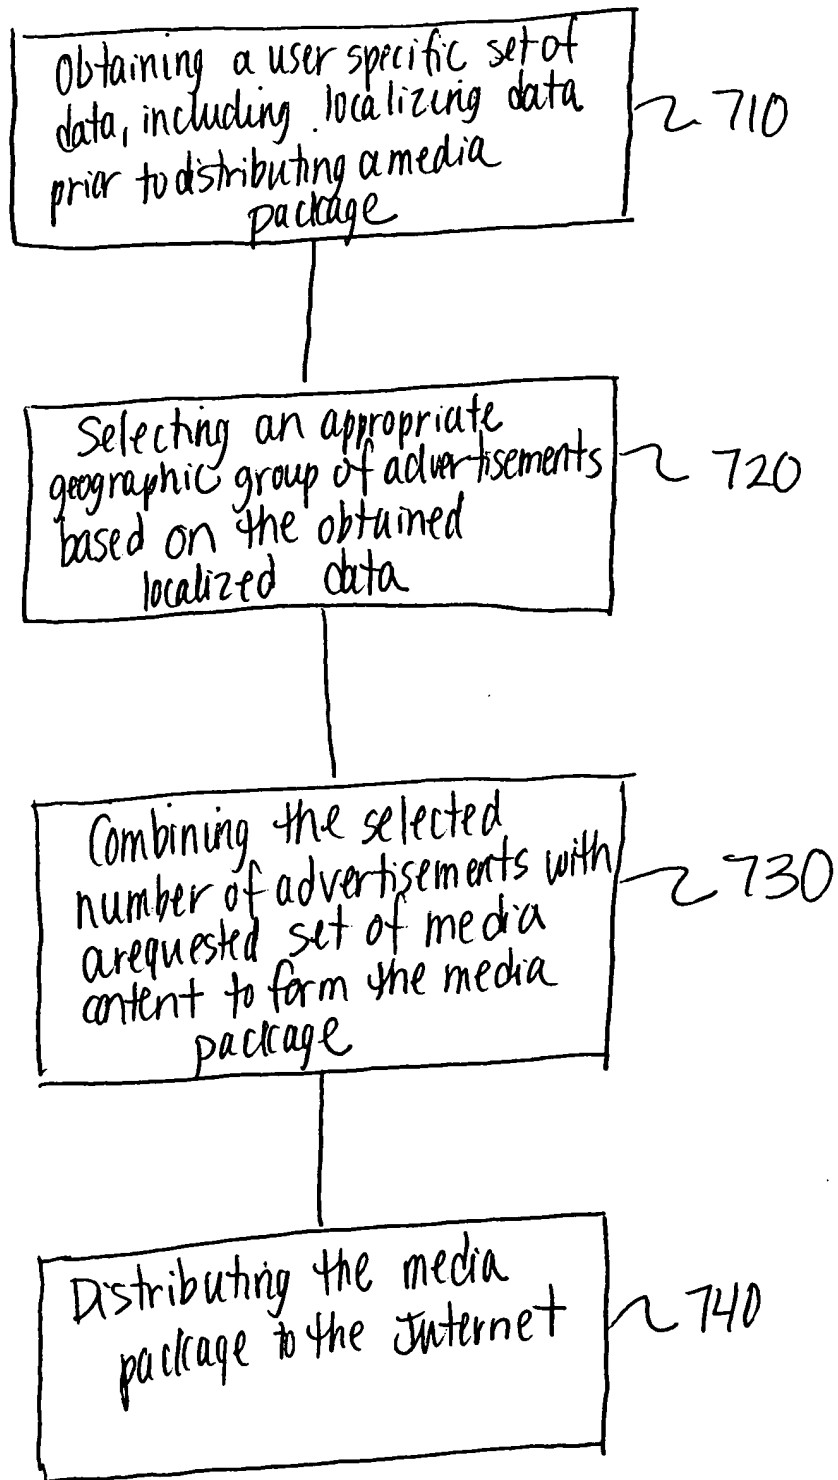 Obtaining a user specific set of
data, including localizing data
prior to distributing a media
package
710
Selecting an appropriate
geographic group of advertisements
based on the obtained
localized data
720
Combining the selected
number of advertisements with
a requested set of media
content to form the media
package
730
Distributing the media
package to the Internet
740